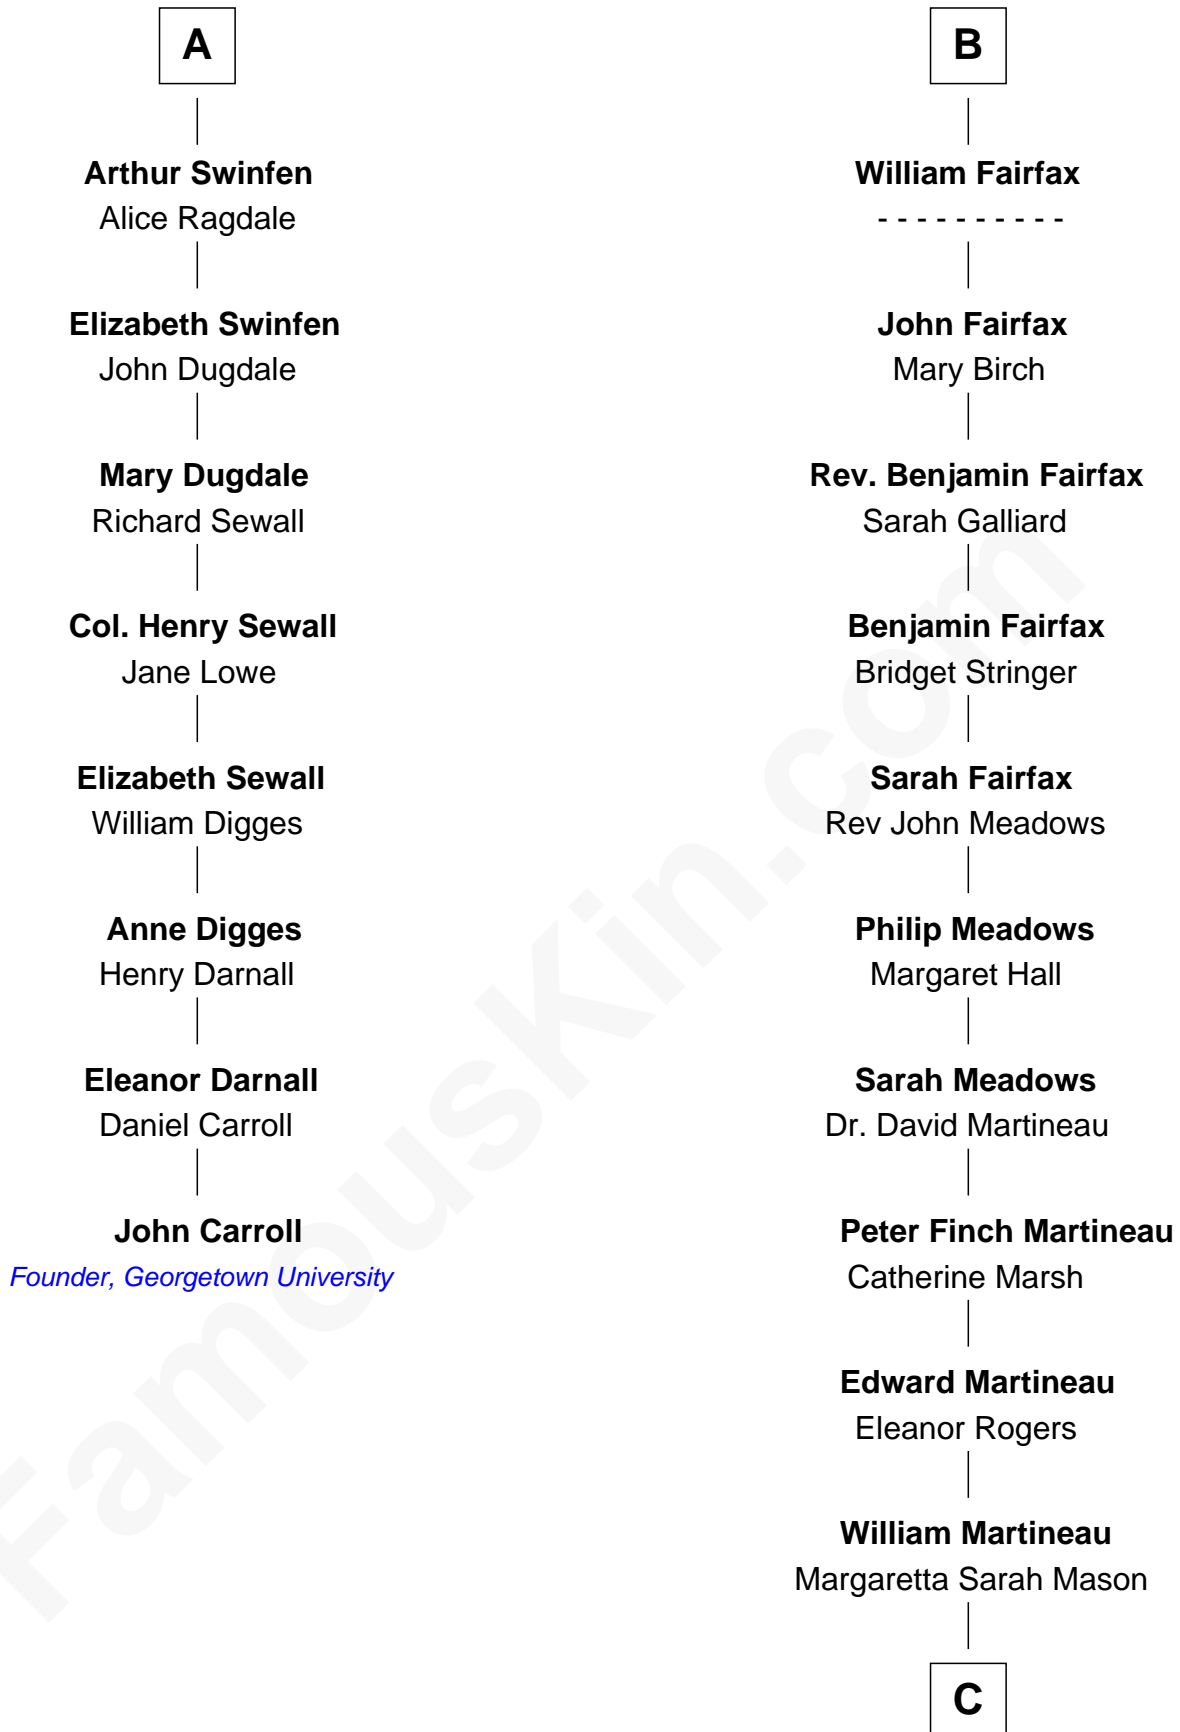 A
Arthur Swinfen
Alice Ragdale
Elizabeth Swinfen
John Dugdale
Mary Dugdale
Richard Sewall
Col. Henry Sewall
Jane Lowe
Elizabeth Sewall
William Digges
Anne Digges
Henry Darnall
Eleanor Darnall
Daniel Carroll
John Carroll
Founder, Georgetown University
B
William Fairfax
- - - - - - - - - -
John Fairfax
Mary Birch
Rev. Benjamin Fairfax
Sarah Galliard
Benjamin Fairfax
Bridget Stringer
Sarah Fairfax
Rev John Meadows
Philip Meadows
Margaret Hall
Sarah Meadows
Dr. David Martineau
Peter Finch Martineau
Catherine Marsh
Edward Martineau
Eleanor Rogers
William Martineau
Margaretta Sarah Mason
C
FamousKin.com